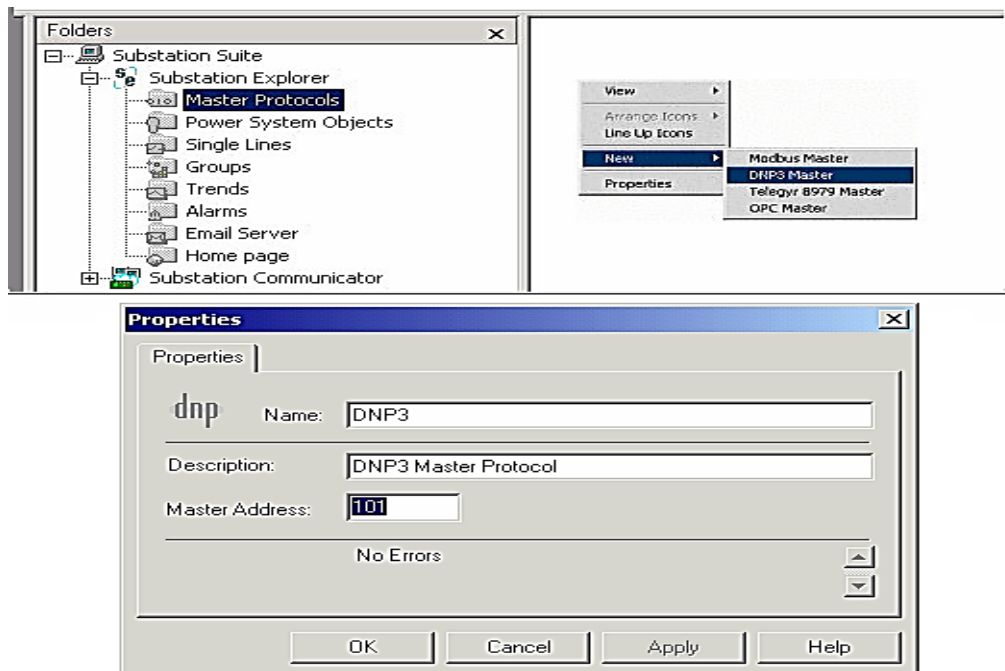 Folders
Substation Suite
Substation Explorer
Master Protocols
Power System Objects
Single Lines
Groups
Trends
Alarms
Email Server
Home page
Substation Communicator
View
Arrange Icons
Line Up Icons
New
Properties
Modbus Master
DNP3 Master
Telegyr 8979 Master
OPC Master
Properties
Properties
dnp
Name: DNP3
Description: DNP3 Master Protocol
Master Address: 101
No Errors
OK Cancel Apply Help